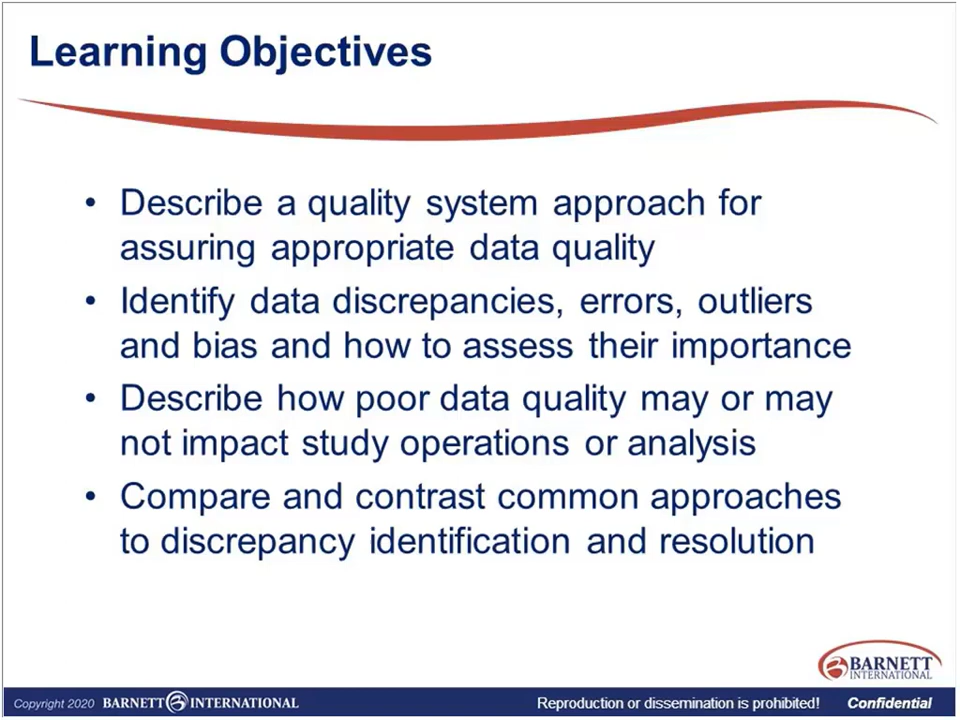 Learning Objectives
• Describe a quality system approach for
assuring appropriate data quality
• Identify data discrepancies, errors, outliers
and bias and how to assess their importance
• Describe how poor data quality may or may
not impact study operations or analysis
• Compare and contrast common approaches
to discrepancy identification and resolution
BARNETT
INTERNATIONAL
Copyright 2020 BARNETT INTERNATIONAL Reproduction or dissemination is prohibited! Confidential